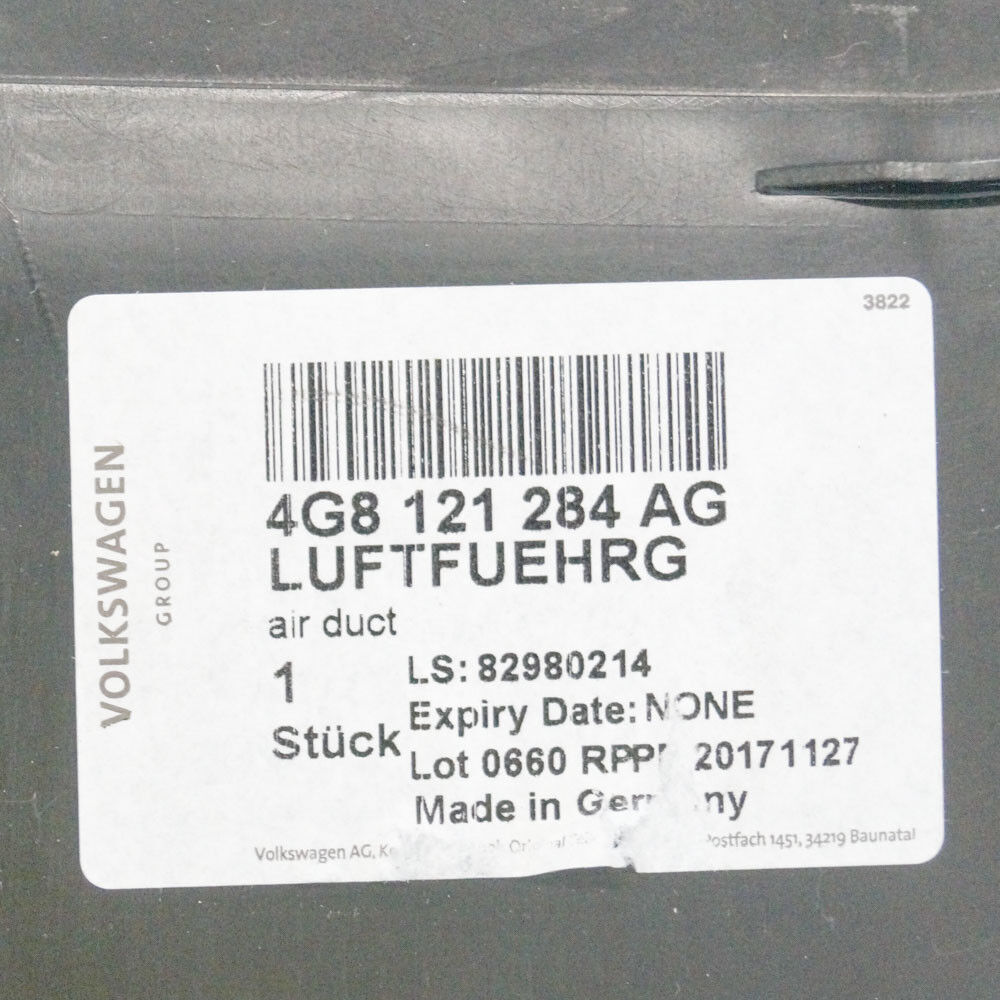 3822
VOLKSWAGEN
GROUP
4G8 121 284 AG
LUFTFUEHRG
air duct
1
Stück
LS: 82980214
Expiry Date: NONE
Lot 0660 20171127
Made in
Volkswagen AG, Postfach 1451, 34219 Baunatal